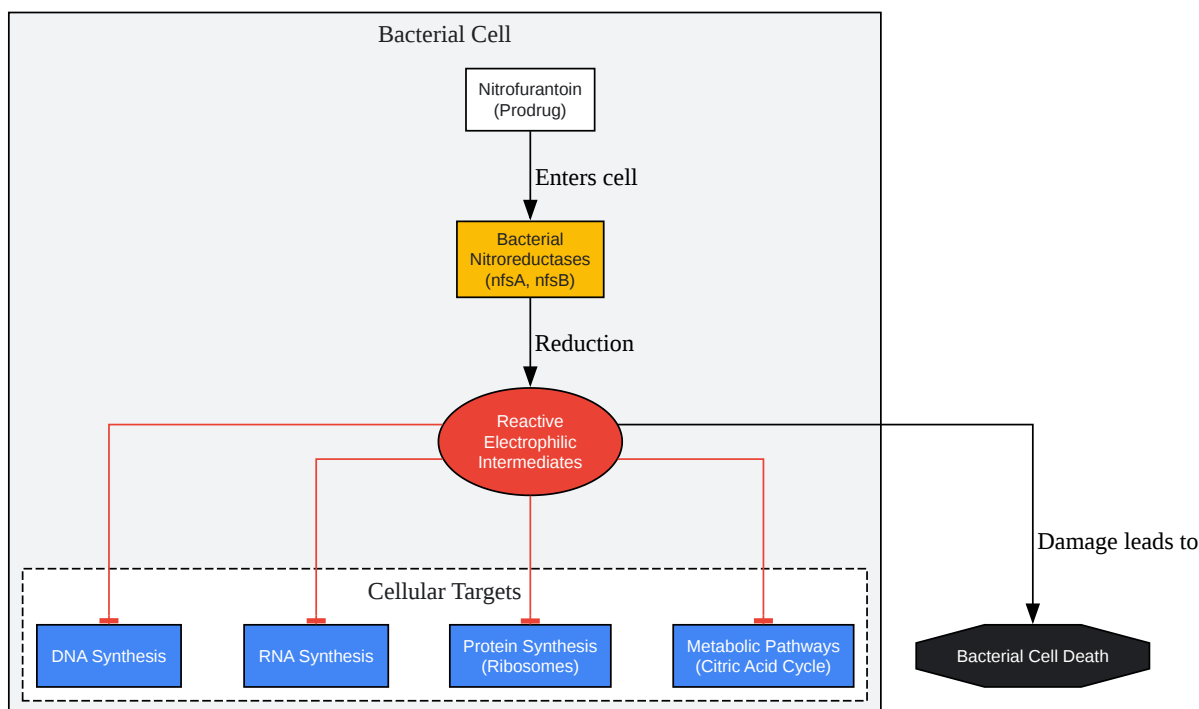 Bacterial Cell
Nitrofurantoin
(Prodrug)
Enters cell
Bacterial
Nitroreductases
(nfsA, nfsB)
Reduction
Reactive
Electrophilic
Intermediates
Damage leads to
Cellular Targets
DNA Synthesis
RNA Synthesis
Protein Synthesis
(Ribosomes)
Metabolic Pathways
(Citric Acid Cycle)
Bacterial Cell Death